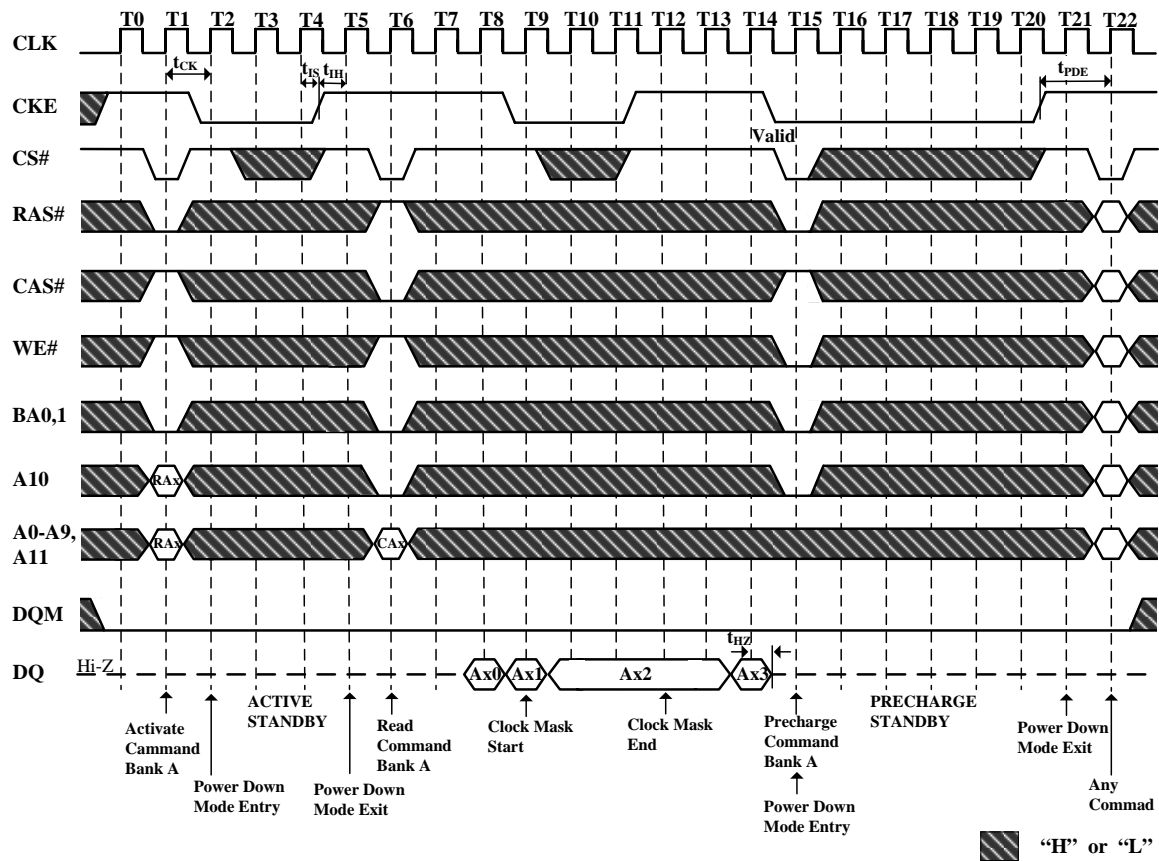 T0 T1 T2 T3 T4 T5 T6 T7 T8 T9 T10 T11 T12 T13 T14 T15 T16 T17 T18 T19 T20 T21 T22
CLK
tCK
tIS
tIH
tPDE
CKE
Valid
CS#
RAS#
CAS#
WE#
BA0,1
A10
RAx
A0-A9,
A11
RAx
CAx
DQM
tHZ
DQ
Hi-Z
Ax0
Ax1
Ax2
Ax3
ACTIVE
STANDBY
PRECHARGE
STANDBY
Activate
Cammand
Bank A
Read
Command
Bank A
Clock Mask
Start
Clock Mask
End
Precharge
Command
Bank A
Power Down
Mode Exit
Power Down
Mode Entry
Power Down
Mode Exit
Power Down
Mode Entry
Any
Commad
“H” or “L”